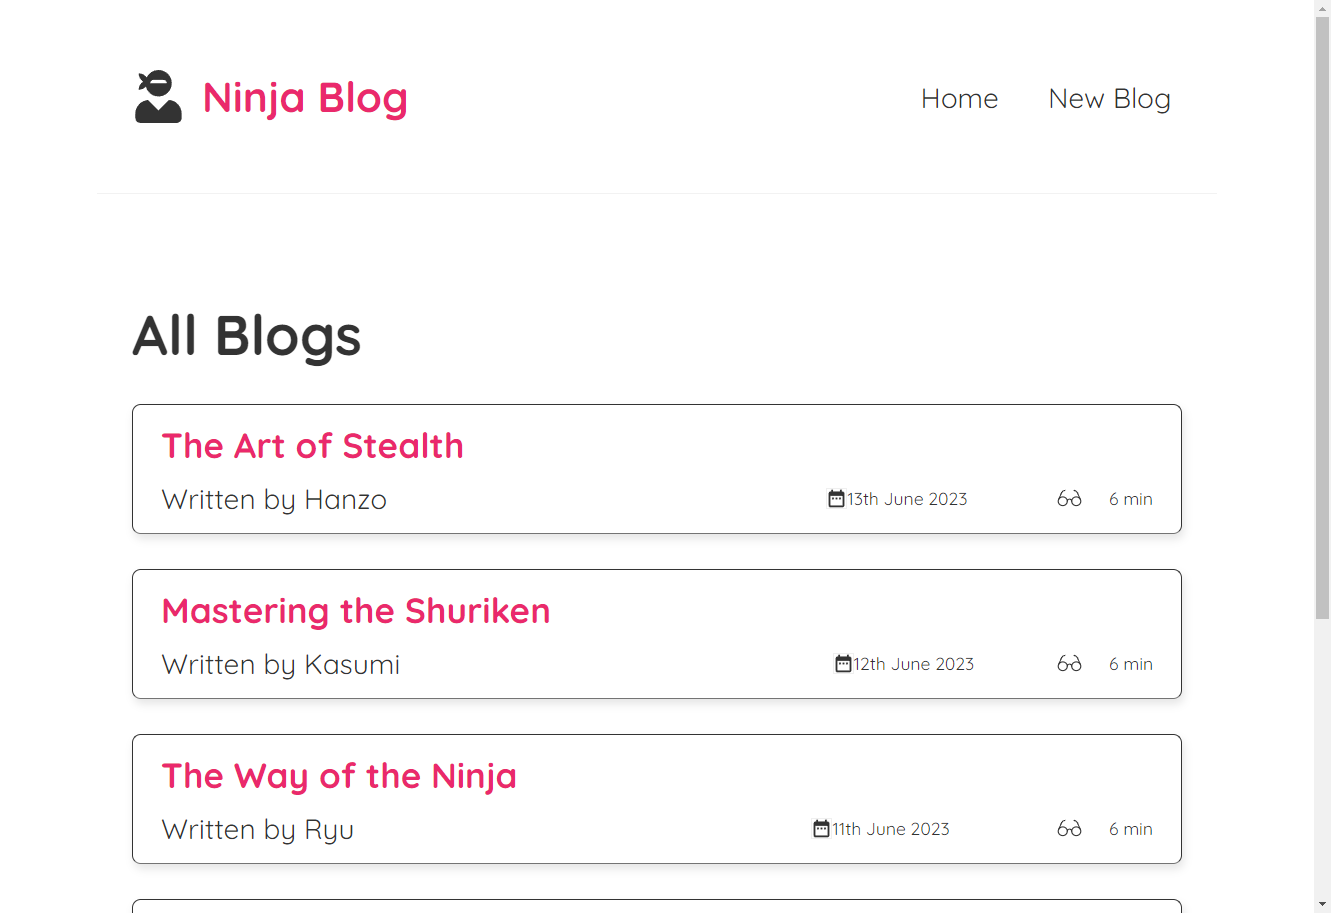 Ninja Blog
Home
New Blog
All Blogs
The Art of Stealth
Written by Hanzo
13th June 2023
6 min
Mastering the Shuriken
Written by Kasumi
12th June 2023
6 min
The Way of the Ninja
Written by Ryu
11th June 2023
6 min